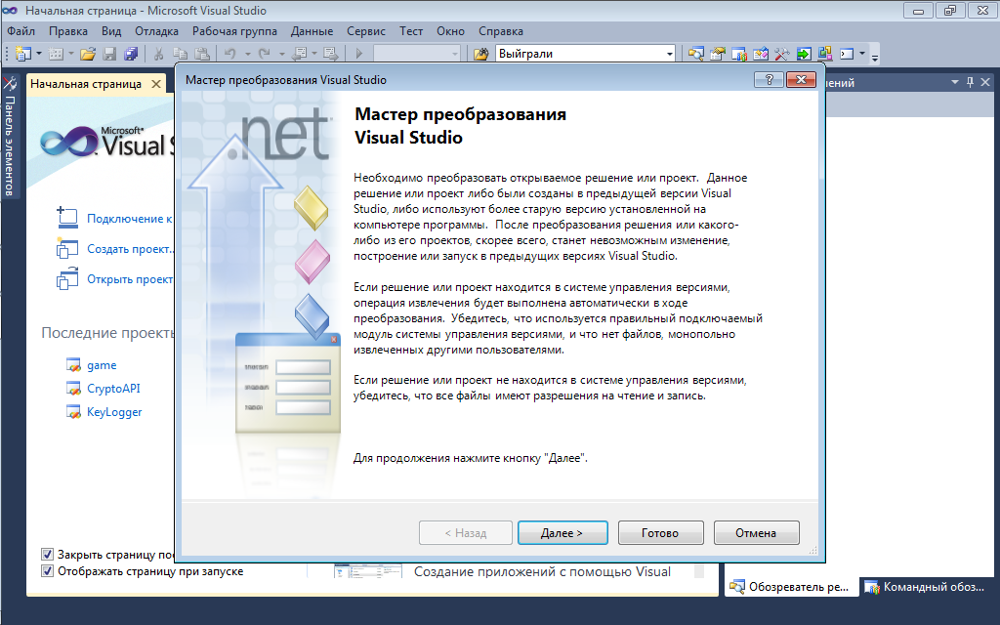 Начальная страница - Microsoft Visual Studio
Файл Правка Вид Отладка Рабочая группа Данные Сервис Тест Окно Справка
Выйграли
Панель элементов
Начальная страница
Microsoft®
Visual S
Подключение к
Создать проект...
Открыть проект
Последние проекты
game
CryptoAPI
KeyLogger
Закрыть страницу по
Отображать страницу при запуске
Мастер преобразования Visual Studio
.net
Мастер преобразования
Visual Studio
Необходимо преобразовать открываемое решение или проект. Данное
решение или проект либо были созданы в предыдущей версии Visual
Studio, либо используют более старую версию установленной на
компьютере программы. После преобразования решения или какого-
либо из его проектов, скорее всего, станет невозможным изменение,
построение или запуск в предыдущих версиях Visual Studio.
Если решение или проект находится в системе управления версиями,
операция извлечения будет выполнена автоматически в ходе
преобразования. Убедитесь, что используется правильный подключаемый
модуль системы управления версиями, и что нет файлов, монопольно
извлеченных другими пользователями.
Если решение или проект не находится в системе управления версиями,
убедитесь, что все файлы имеют разрешения на чтение и запись.
Для продолжения нажмите кнопку "Далее".
< Назад
Далее >
Готово
Отмена
Создание приложений с помощью Visual
ений
Обозреватель ре...
Командный обоз...